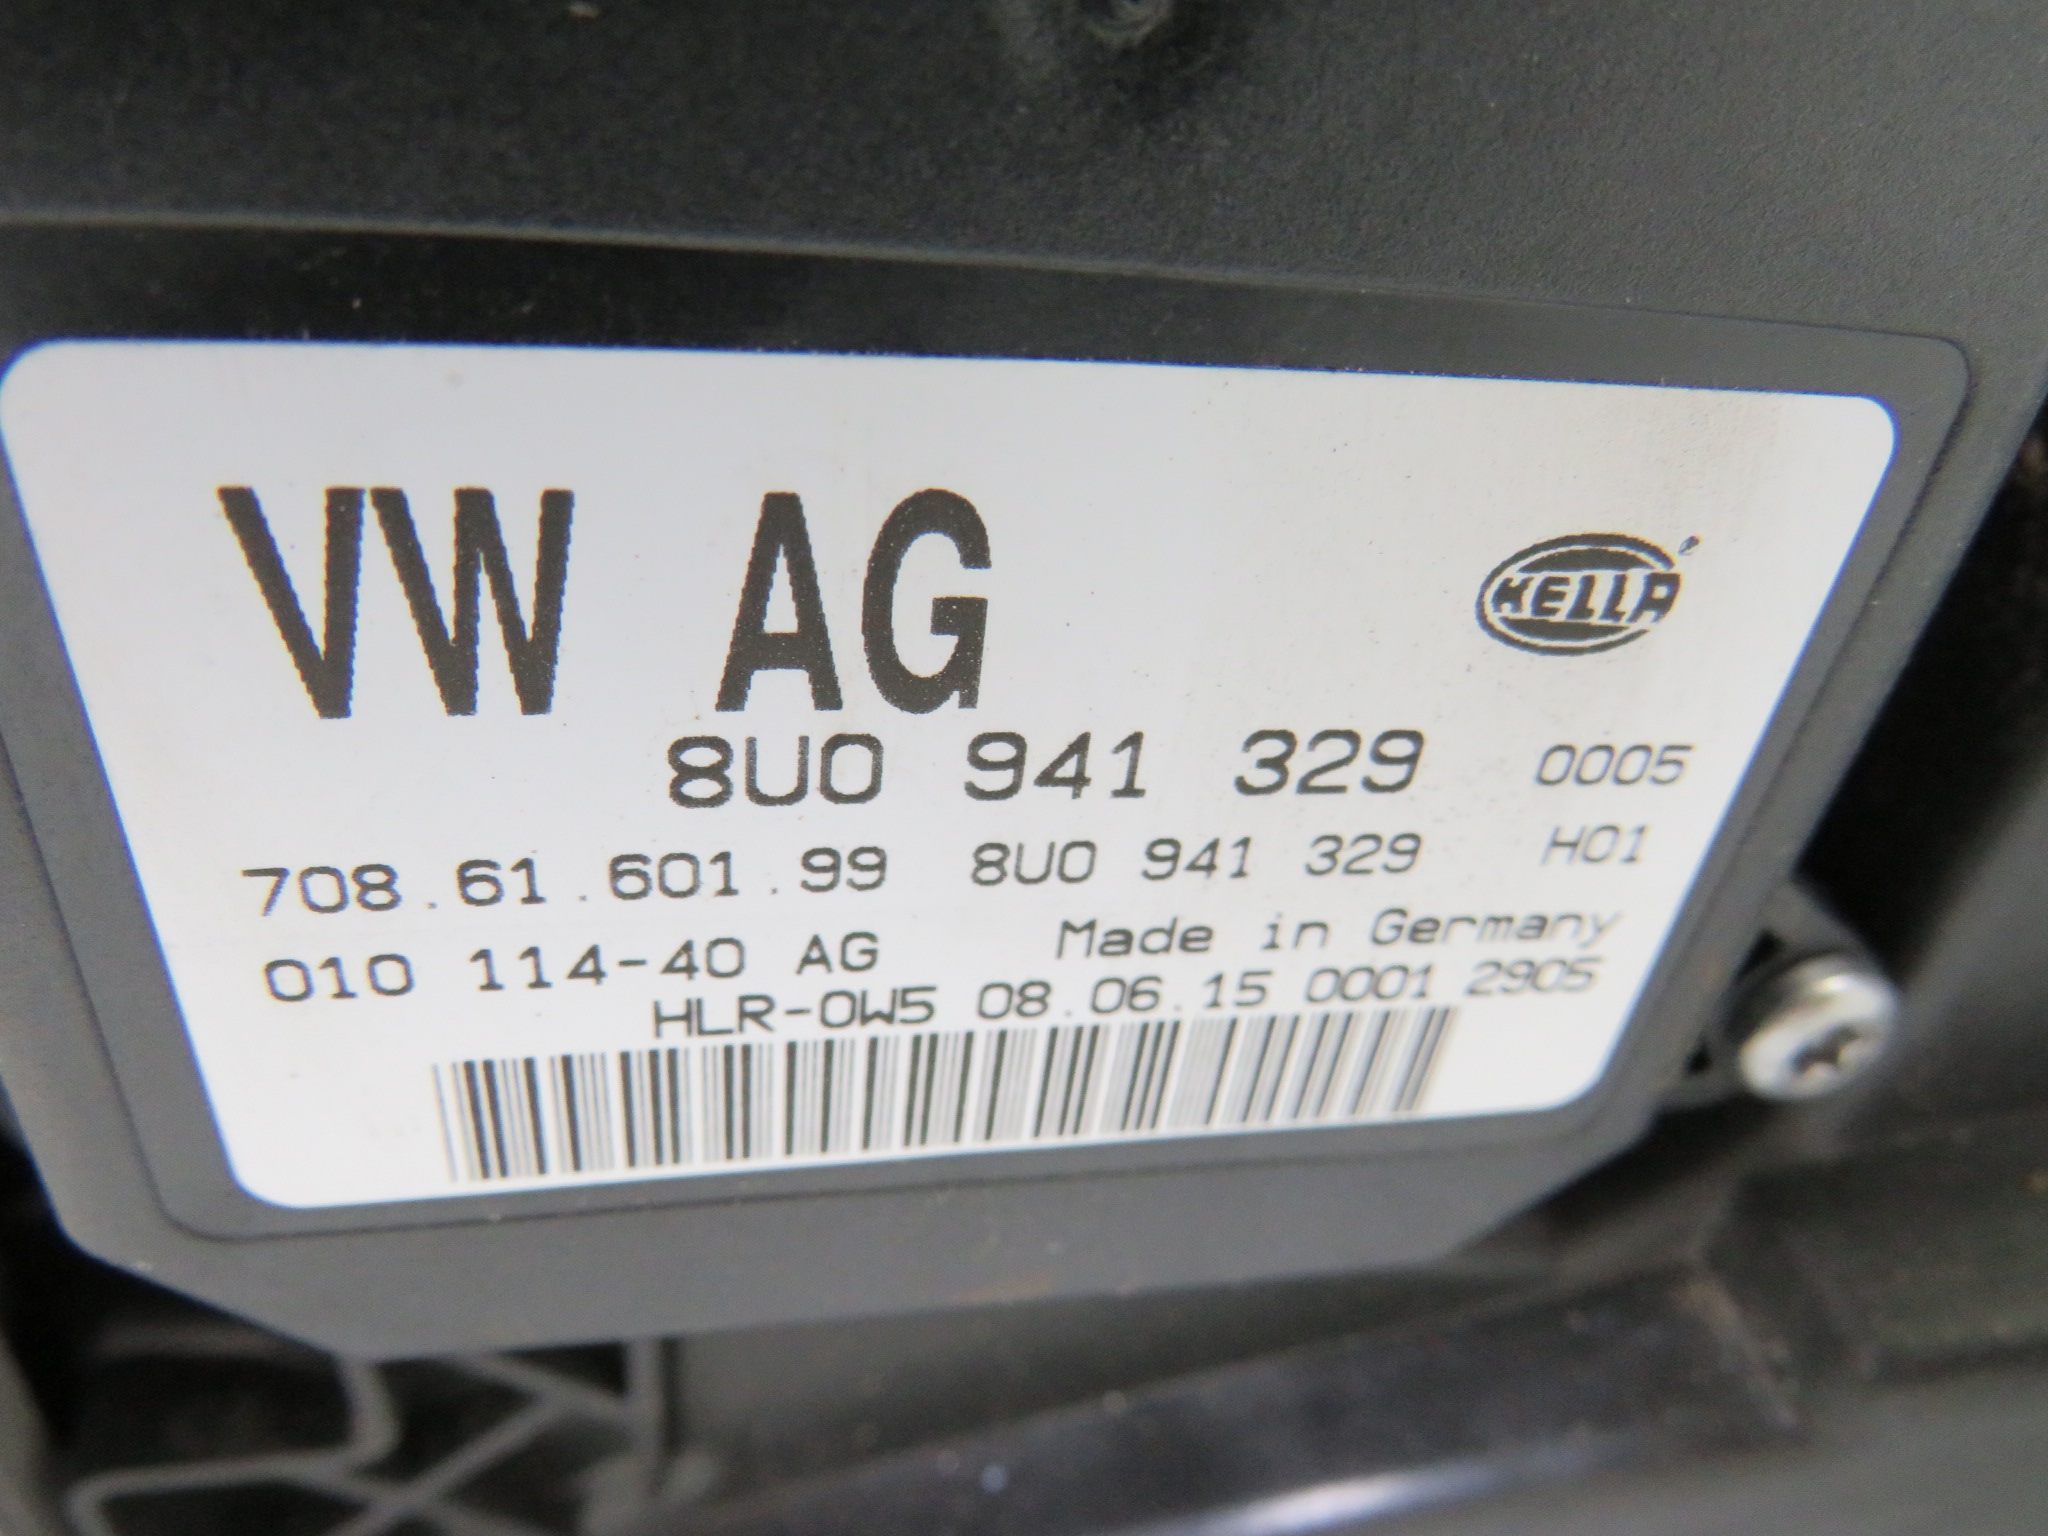 VW AG
HELLA
8U0 941 329 0005
708.61.601.99 8U0 941 329 H01
010 114-40 AG Made in Germany
HLR-0W5 08.06.15 0001 2905